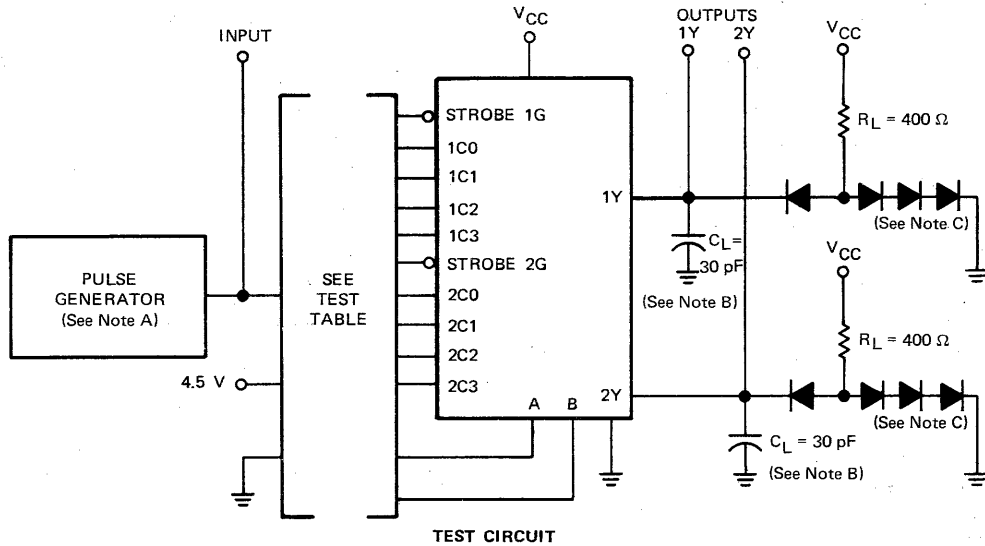 INPUT
VCC
OUTPUTS
1Y 2Y
VCC
RL = 400 Ω
STROBE 1G
1C0
1C1
1C2
1C3
STROBE 2G
2C0
2C1
2C2
2C3
A B
1Y
2Y
PULSE
GENERATOR
(See Note A)
4.5 V
SEE
TEST
TABLE
CL =
30 pF
(See Note B)
(See Note C)
VCC
RL = 400 Ω
(See Note C)
CL = 30 pF
(See Note B)
TEST CIRCUIT